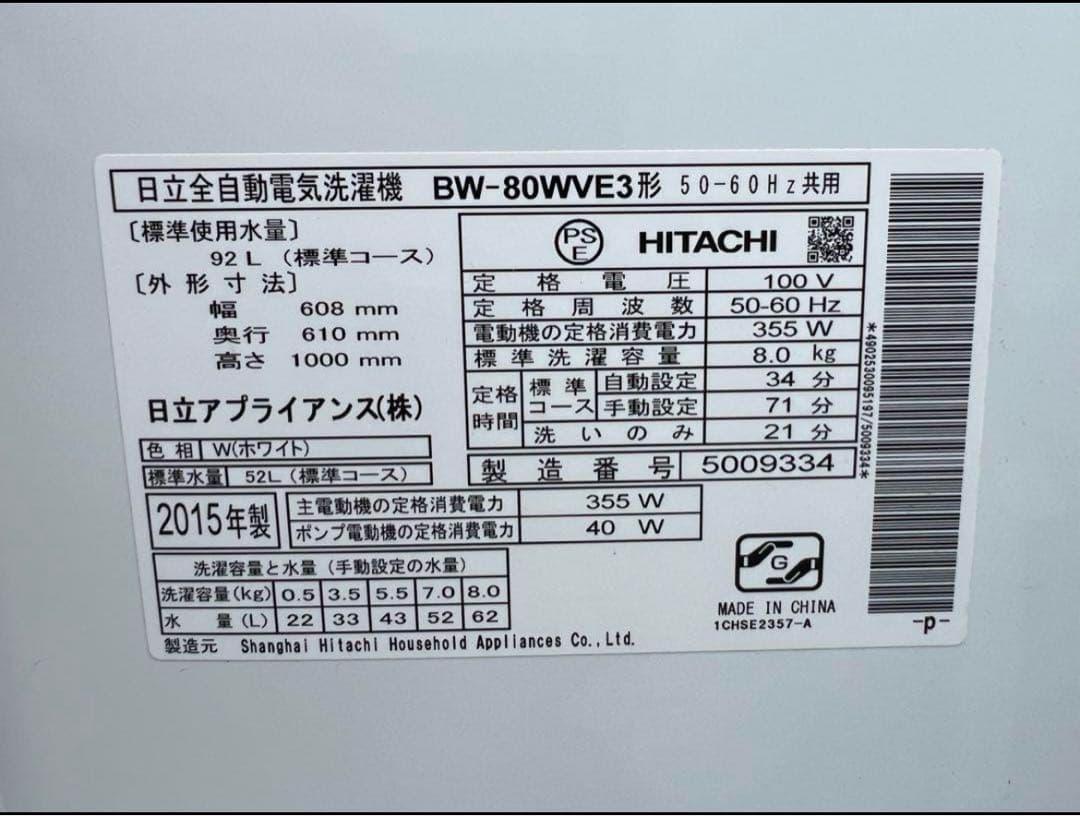 日立全自動電気洗濯機 BW-80WVE3形 50-60Hz共用
〔標準使用水量〕
92 L (標準コース)
〔外形寸法〕
幅 608 mm
奥行 610 mm
高さ 1000 mm
日立アプライアンス(株)
色相 W(ホワイト)
標準水量 52L (標準コース)
PSE HITACHI
定格電圧 100 V
定格周波数 50-60 Hz
電動機の定格消費電力 355 W
標準洗濯容量 8.0 kg
定格時間 標準コース 自動設定 34 分
手動設定 71 分
洗いのみ 21 分
製造番号 5009334
2015年製
主電動機の定格消費電力 355 W
ポンプ電動機の定格消費電力 40 W
洗濯容量と水量 (手動設定の水量)
洗濯容量(kg) 0.5 3.5 5.5 7.0 8.0
水量(L) 22 33 43 52 62
製造元 Shanghai Hitachi Household Appliances Co.,Ltd.
G
MADE IN CHINA
1CHSE2357-A
*4902530095197/5009334*
-p-